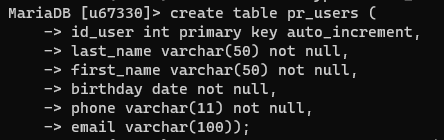 MariaDB [u67330]> create table pr_users (
    -> id_user int primary key auto_increment,
    -> last_name varchar(50) not null,
    -> first_name varchar(50) not null,
    -> birthday date not null,
    -> phone varchar(11) not null,
    -> email varchar(100));